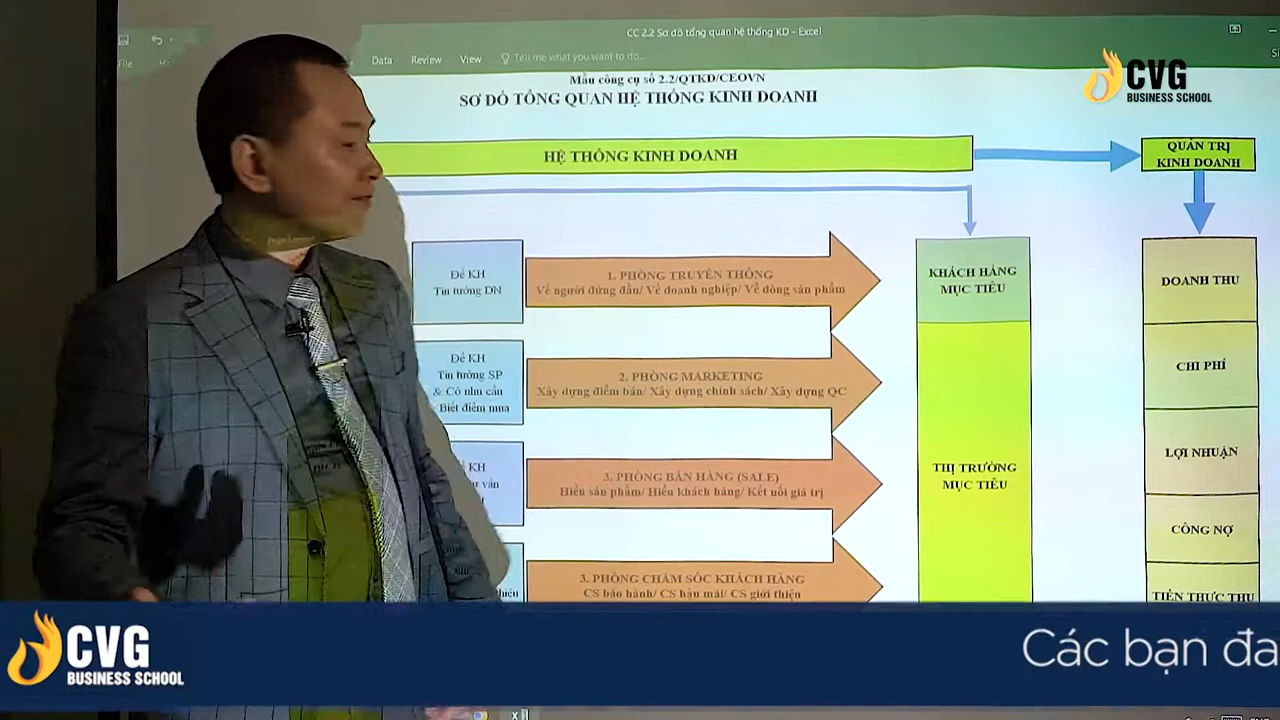 CC 2.2 Sơ đồ tổng quan hệ thống KD - Excel
File
Data
Review
View
Tell me what you want to do...
CVG
BUSINESS SCHOOL
Mẫu công cụ số 2.2/QTKD/CEOVN
SƠ ĐỒ TỔNG QUAN HỆ THỐNG KINH DOANH
HỆ THỐNG KINH DOANH
QUẢN TRỊ
KINH DOANH
Để KH
Tin tưởng DN
1. PHÒNG TRUYỀN THÔNG
Về người đứng đầu/ Về doanh nghiệp/ Về dòng sản phẩm
KHÁCH HÀNG
MỤC TIÊU
DOANH THU
Để KH
Tin tưởng SP
& Có nhu cầu
Biết điểm mua
2. PHÒNG MARKETING
Xây dựng điểm bán/ Xây dựng chính sách/ Xây dựng QC
CHI PHÍ
KH
vấn
3. PHÒNG BÁN HÀNG (SALE)
Hiểu sản phẩm/ Hiểu khách hàng/ Kết nối giá trị
THỊ TRƯỜNG
MỤC TIÊU
LỢI NHUẬN
CÔNG NỢ
3. PHÒNG CHĂM SÓC KHÁCH HÀNG
CS bảo hành/ CS hậu mãi/ CS giới thiệu
TIỀN THỰC THU
CVG
BUSINESS SCHOOL
Các bạn đa